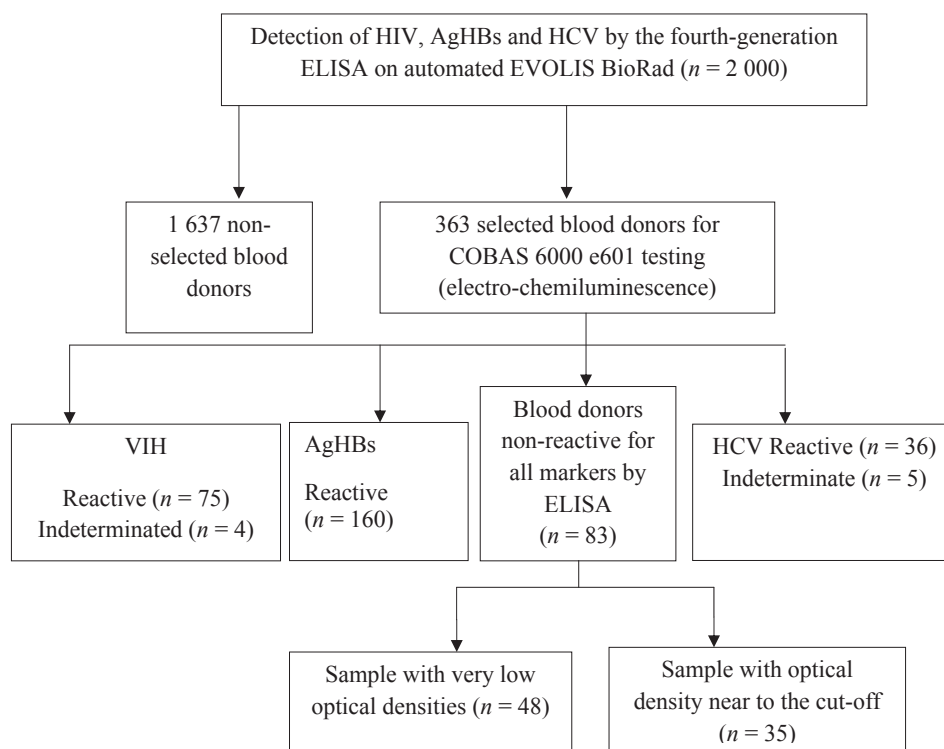 Detection of HIV, AgHBs and HCV by the fourth-generation
ELISA on automated EVOLIS BioRad (n = 2 000)
1 637 non-
selected blood
donors
363 selected blood donors for
COBAS 6000 e601 testing
(electro-chemiluminescence)
VIH
Reactive (n = 75)
Indeterminated (n = 4)
AgHBs
Reactive
(n = 160)
Blood donors
non-reactive for
all markers by
ELISA
(n = 83)
HCV Reactive (n = 36)
Indeterminate (n = 5)
Sample with very low
optical densities (n = 48)
Sample with optical
density near to the cut-off
n = 35)